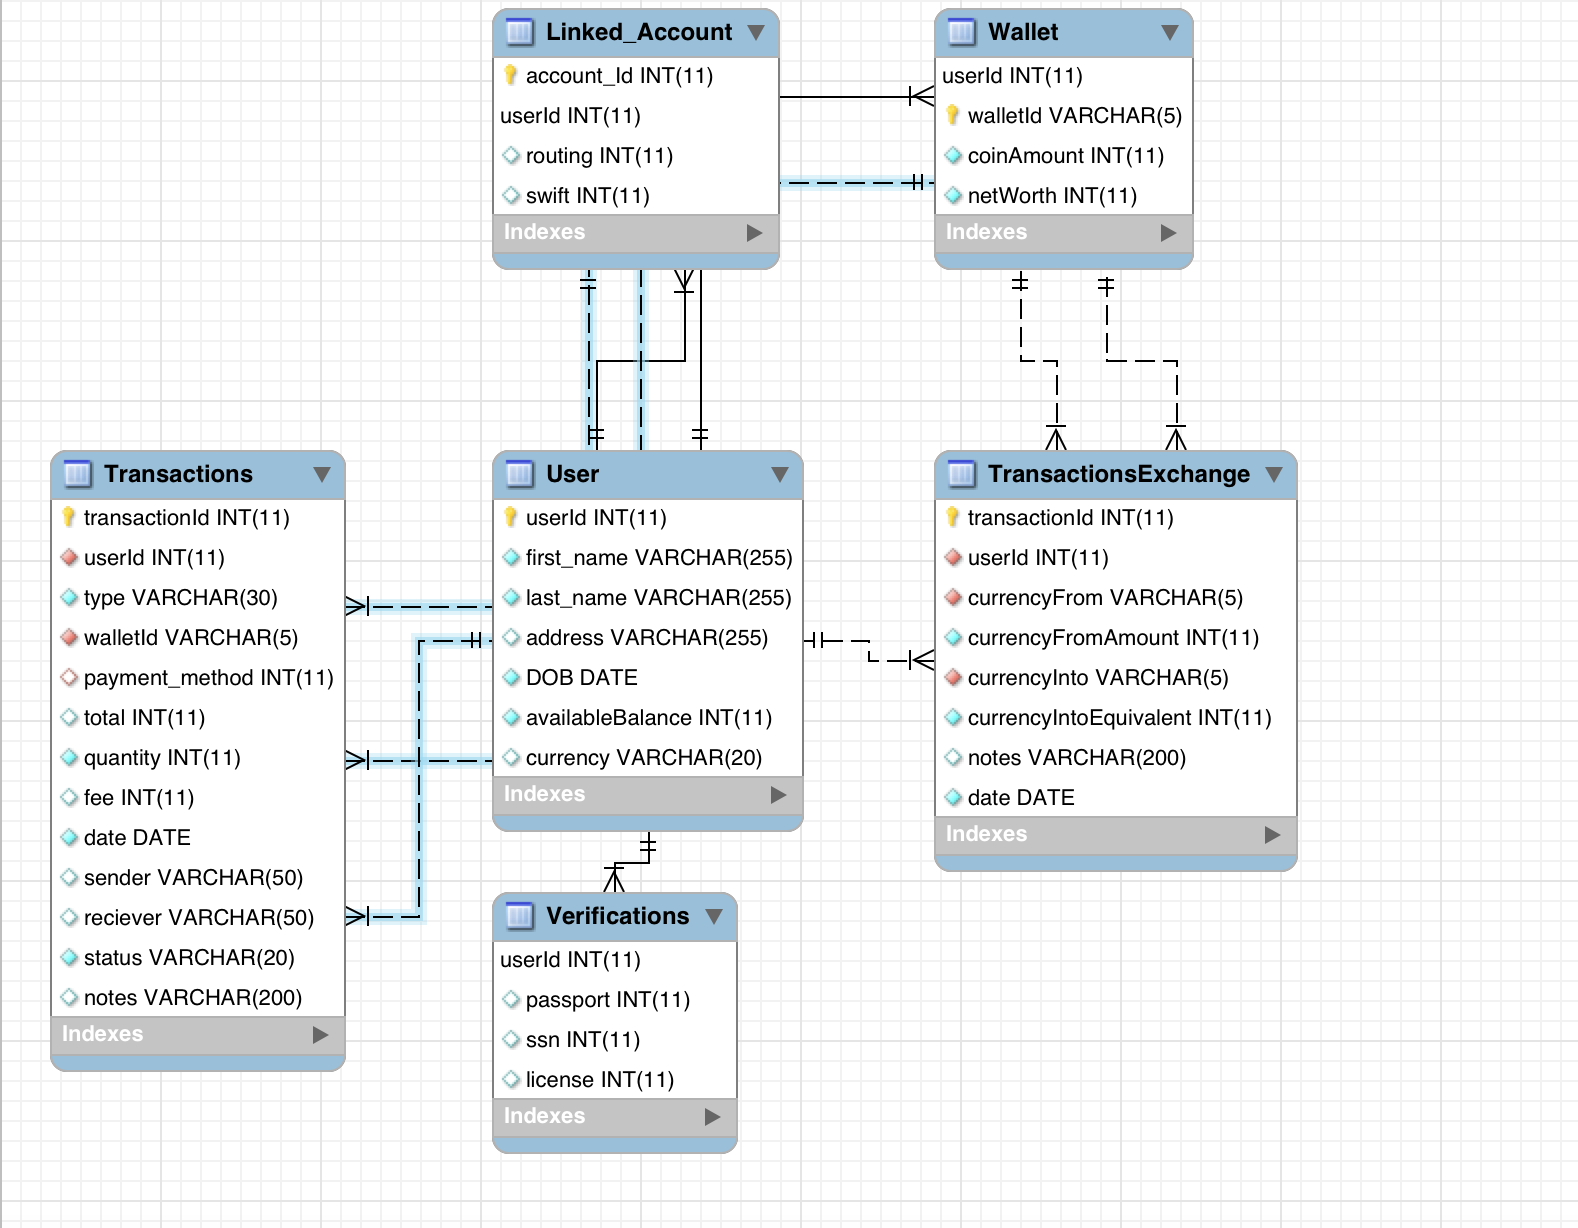 Linked_Account
account_Id INT(11)
userId INT(11)
routing INT(11)
swift INT(11)
Indexes
Wallet
userId INT(11)
walletId VARCHAR(5)
coinAmount INT(11)
netWorth INT(11)
Indexes
Transactions
transactionId INT(11)
userId INT(11)
type VARCHAR(30)
walletId VARCHAR(5)
payment_method INT(11)
total INT(11)
quantity INT(11)
fee INT(11)
date DATE
sender VARCHAR(50)
reciever VARCHAR(50)
status VARCHAR(20)
notes VARCHAR(200)
Indexes
User
userId INT(11)
first_name VARCHAR(255)
last_name VARCHAR(255)
address VARCHAR(255)
DOB DATE
availableBalance INT(11)
currency VARCHAR(20)
Indexes
TransactionsExchange
transactionId INT(11)
userId INT(11)
currencyFrom VARCHAR(5)
currencyFromAmount INT(11)
currencyInto VARCHAR(5)
currencyIntoEquivalent INT(11)
notes VARCHAR(200)
date DATE
Indexes
Verifications
userId INT(11)
passport INT(11)
ssn INT(11)
license INT(11)
Indexes